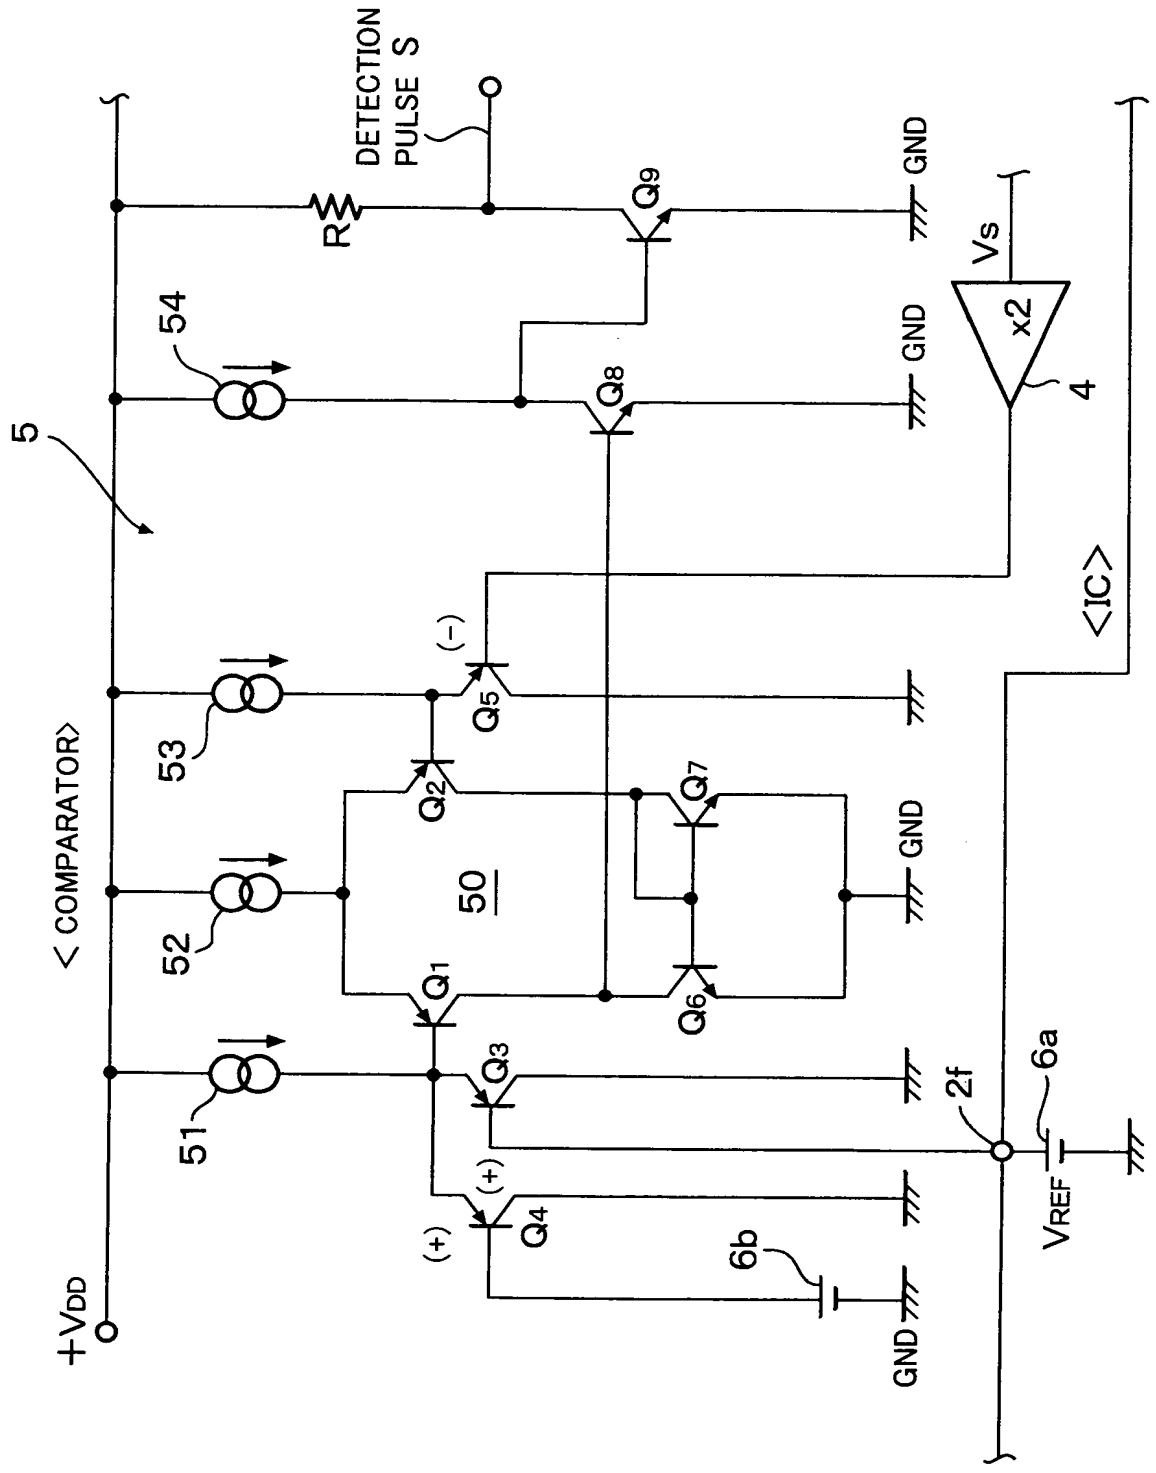 < COMPARATOR>
5
+VDD
51
52
53
54
R
DETECTION
PULSE S
(+)
(+)
(-)
Q4
Q3
Q1
50
Q2
Q5
Q8
Q9
Q6
Q7
6b
GND
GND
GND
GND
2f
VREF
6a
<IC>
4
x2
Vs